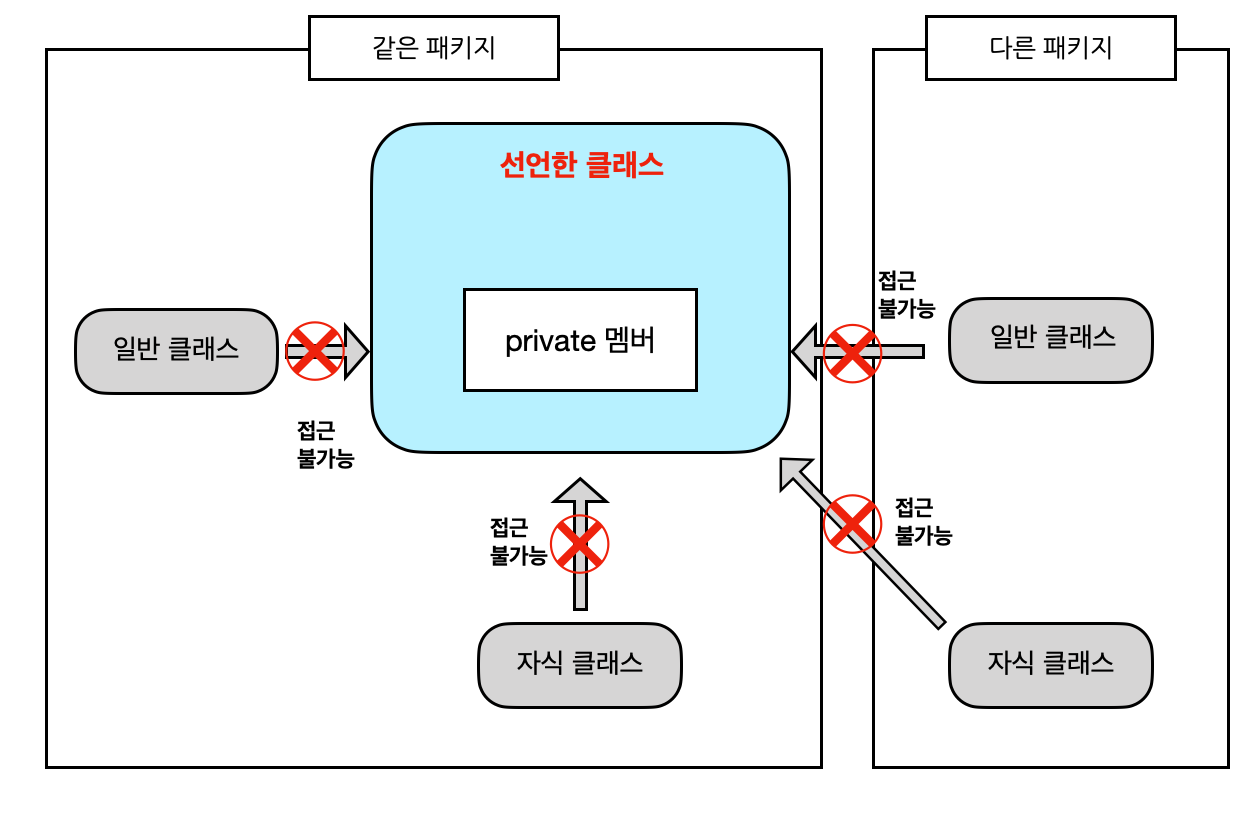 같은 패키지
다른 패키지
선언한 클래스
private 멤버
일반 클래스
접근
불가능
접근
불가능
일반 클래스
접근
불가능
자식 클래스
접근
불가능
자식 클래스